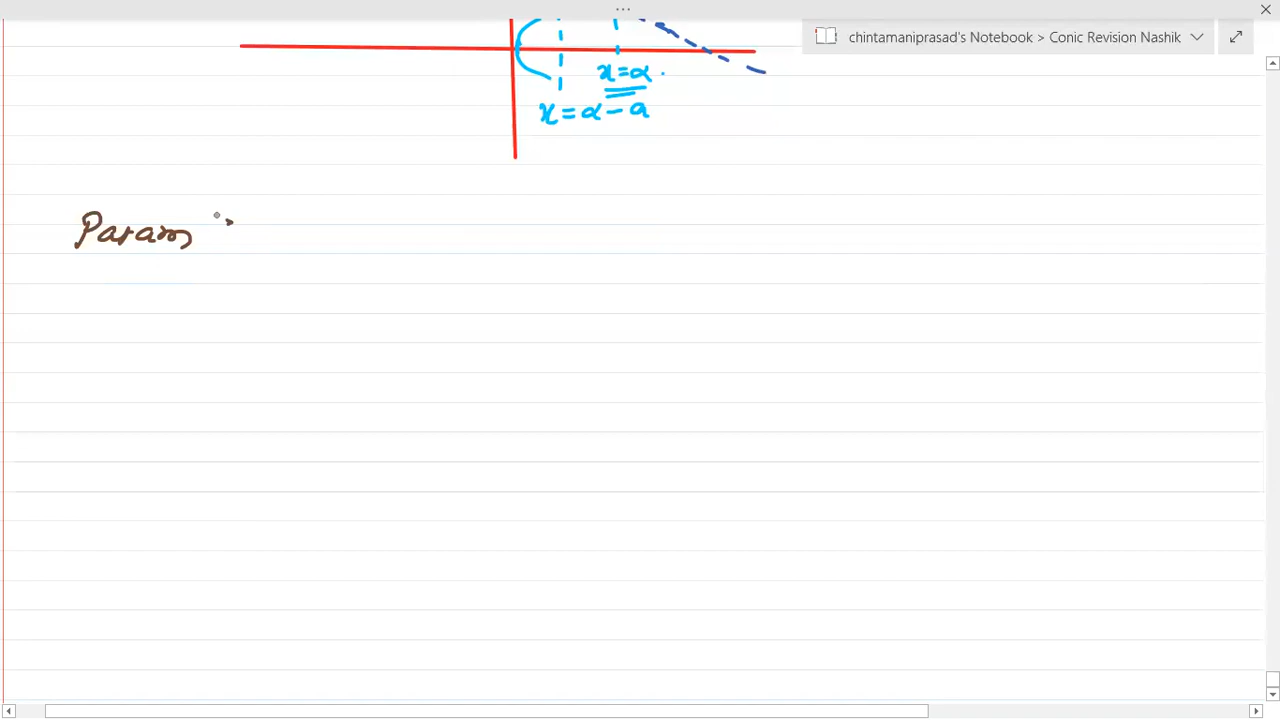 chintamaniprasad's Notebook > Conic Revision Nashik
x=α
x=α-a
Param